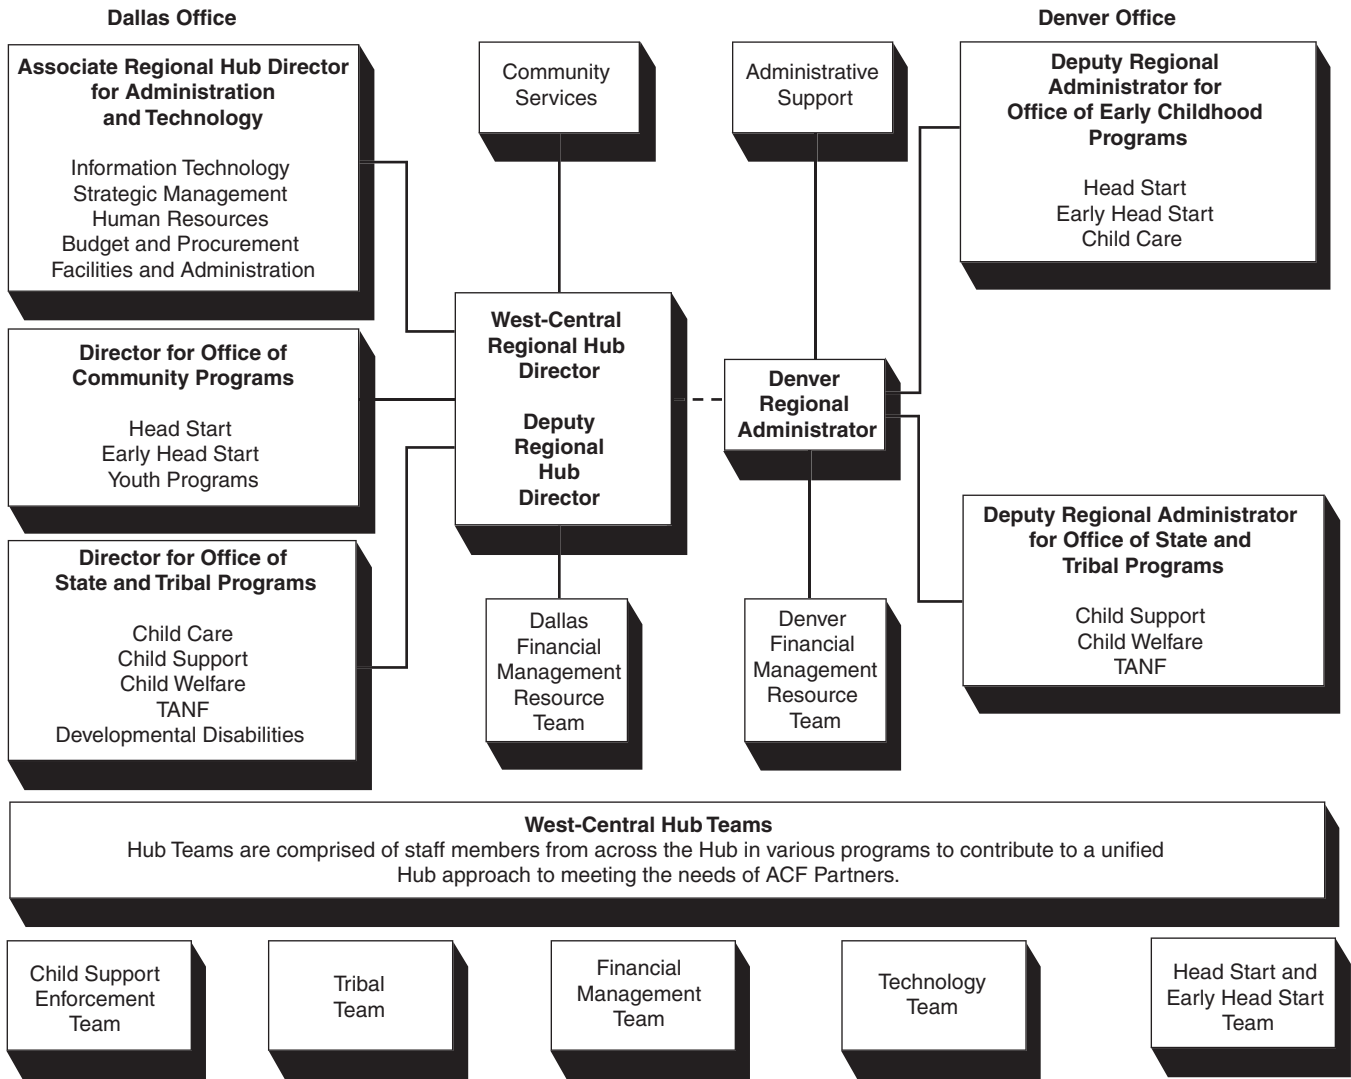 Dallas Office
Denver Office
Associate Regional Hub Director
for Administration
and Technology
Information Technology
Strategic Management
Human Resources
Budget and Procurement
Facilities and Administration
Community
Services
Administrative
Support
Deputy Regional
Administrator for
Office of Early Childhood
Programs
Head Start
Early Head Start
Child Care
Director for Office of
Community Programs
Head Start
Early Head Start
Youth Programs
West-Central
Regional Hub
Director
Deputy
Regional
Hub
Director
Denver
Regional
Administrator
Director for Office of
State and Tribal Programs
Child Care
Child Support
Child Welfare
TANF
Developmental Disabilities
Dallas
Financial
Management
Resource
Team
Denver
Financial
Management
Resource
Team
Deputy Regional Administrator
for Office of State and
Tribal Programs
Child Support
Child Welfare
TANF
West-Central Hub Teams
Hub Teams are comprised of staff members from across the Hub in various programs to contribute to a unified
Hub approach to meeting the needs of ACF Partners.
Child Support
Enforcement
Team
Tribal
Team
Financial
Management
Team
Technology
Team
Head Start and
Early Head Start
Team